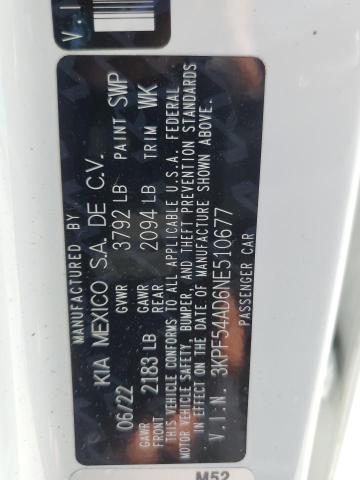 MANUFACTURED BY
KIA MEXICO S.A. DE C.V.
06/22 GVWR 3792 LB PAINT SWP
GAWR FRONT 2183 LB GAWR REAR 2094 LB TRIM WK
THIS VEHICLE CONFORMS TO ALL APPLICABLE U.S.A. FEDERAL
MOTOR VEHICLE SAFETY, BUMPER, AND THEFT PREVENTION STANDARDS
IN EFFECT ON THE DATE OF MANUFACTURE SHOWN ABOVE.
V.I.N: 3KPF54AD6NE510677
PASSENGER CAR
V.I
M52